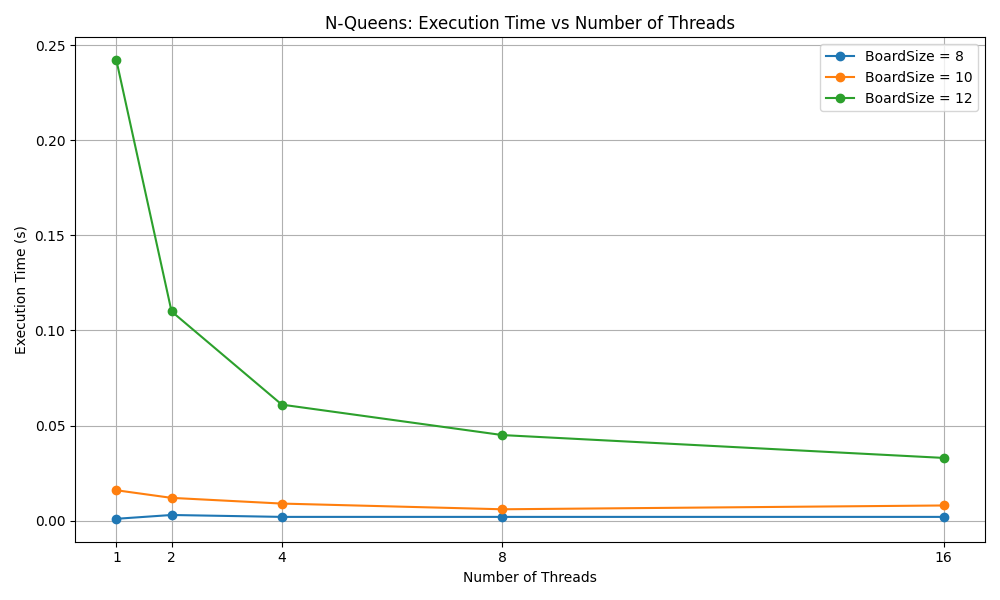 N-Queens: Execution Time vs Number of Threads
BoardSize = 8
BoardSize = 10
BoardSize = 12
Execution Time (s)
0.25
0.20
0.15
0.10
0.05
0.00
1 2 4 8 16
Number of Threads